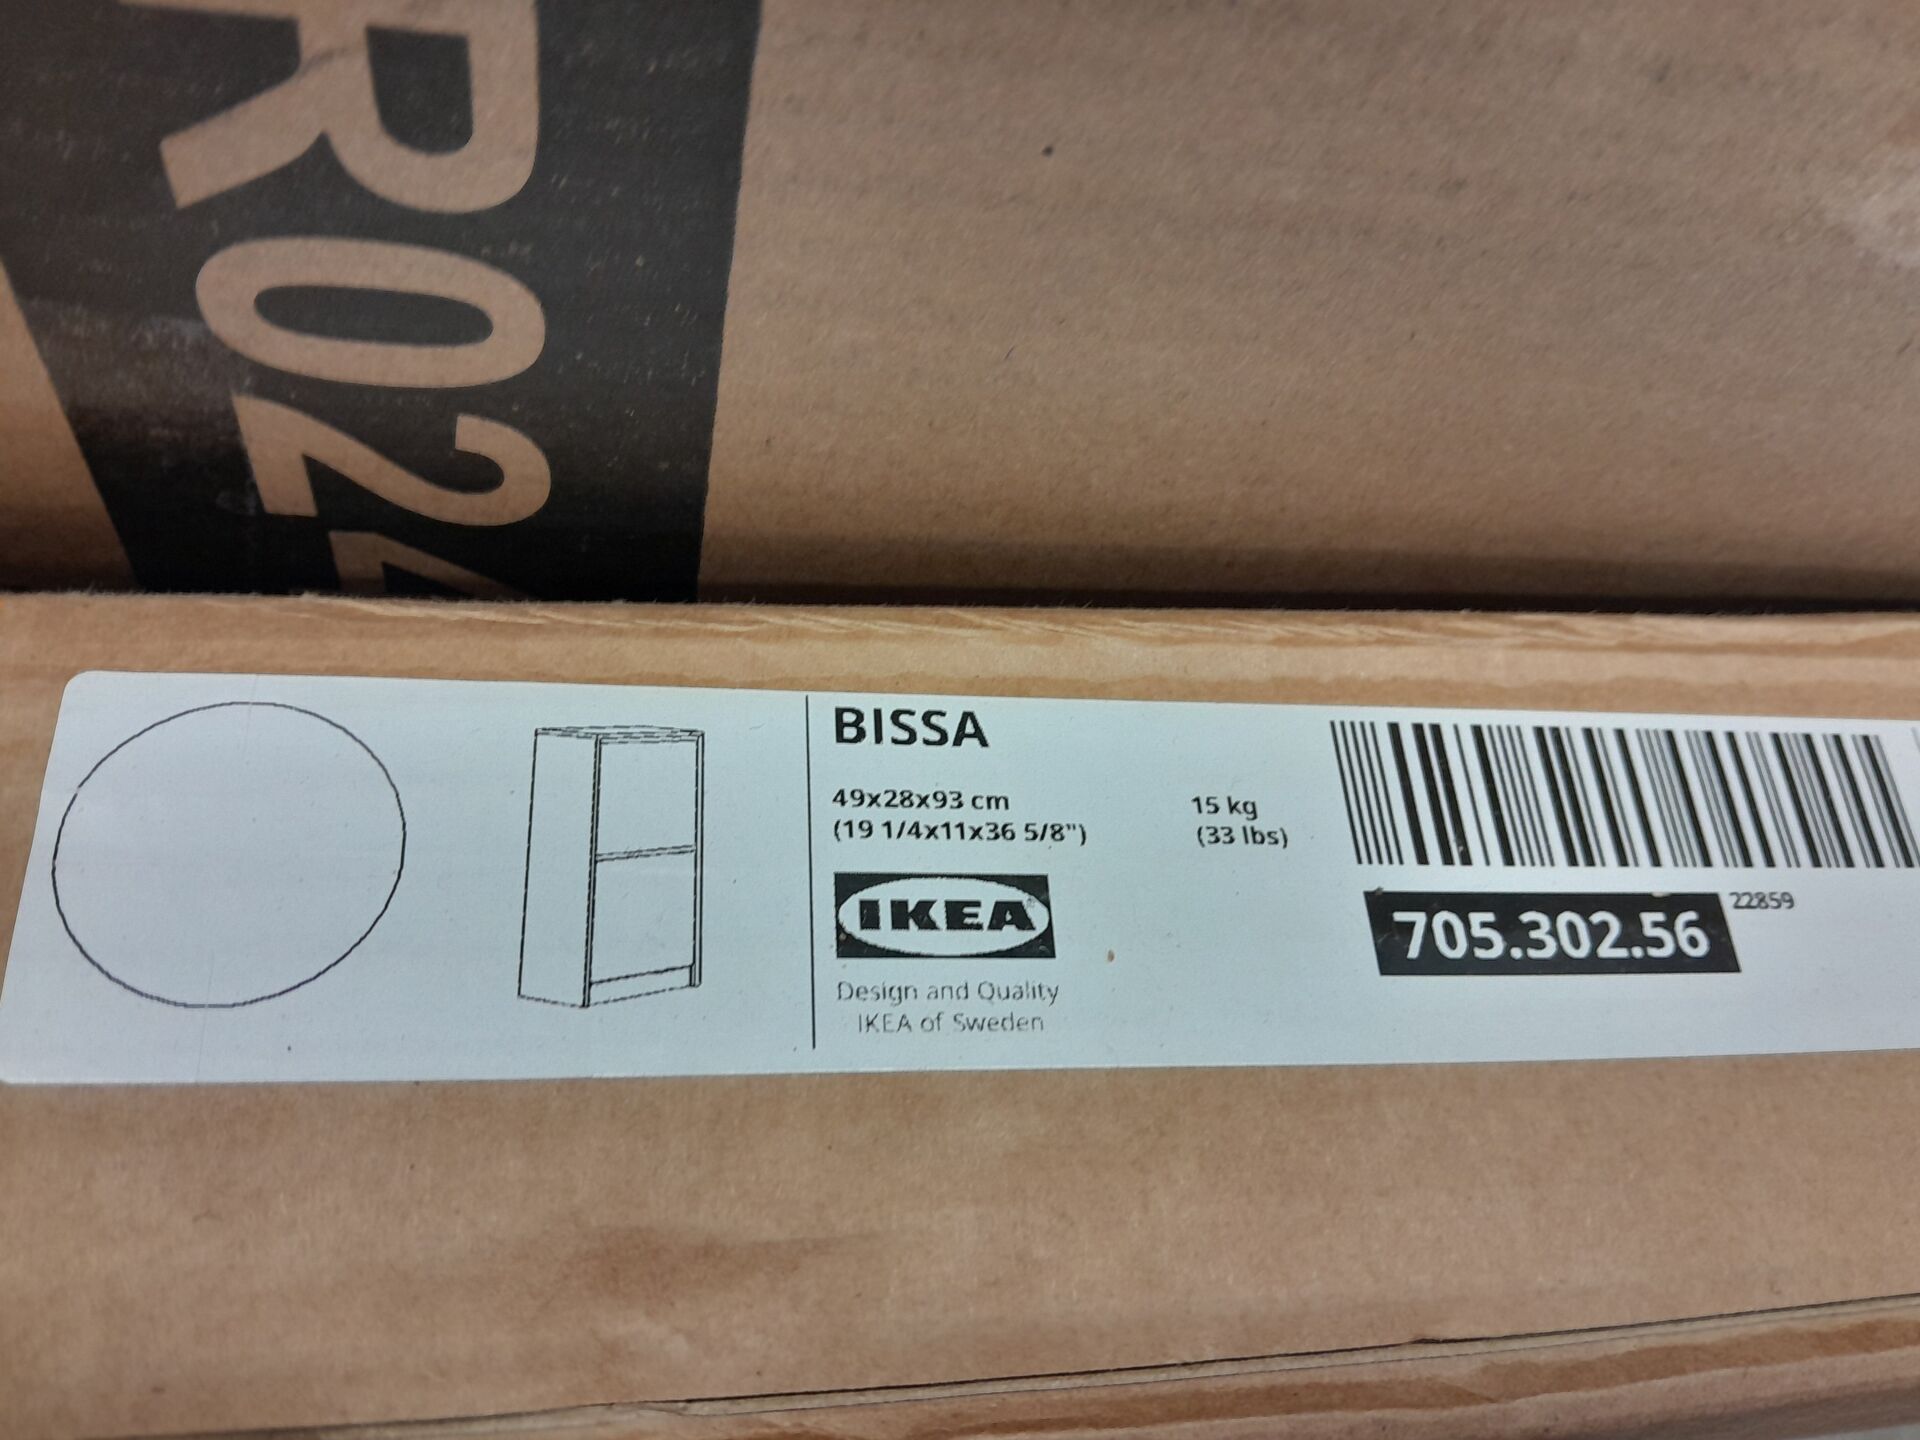 R024
BISSA
49x28x93 cm
(19 1/4x11x36 5/8")
15 kg
(33 lbs)
IKEA
®
Design and Quality
IKEA of Sweden
22859
705.302.56